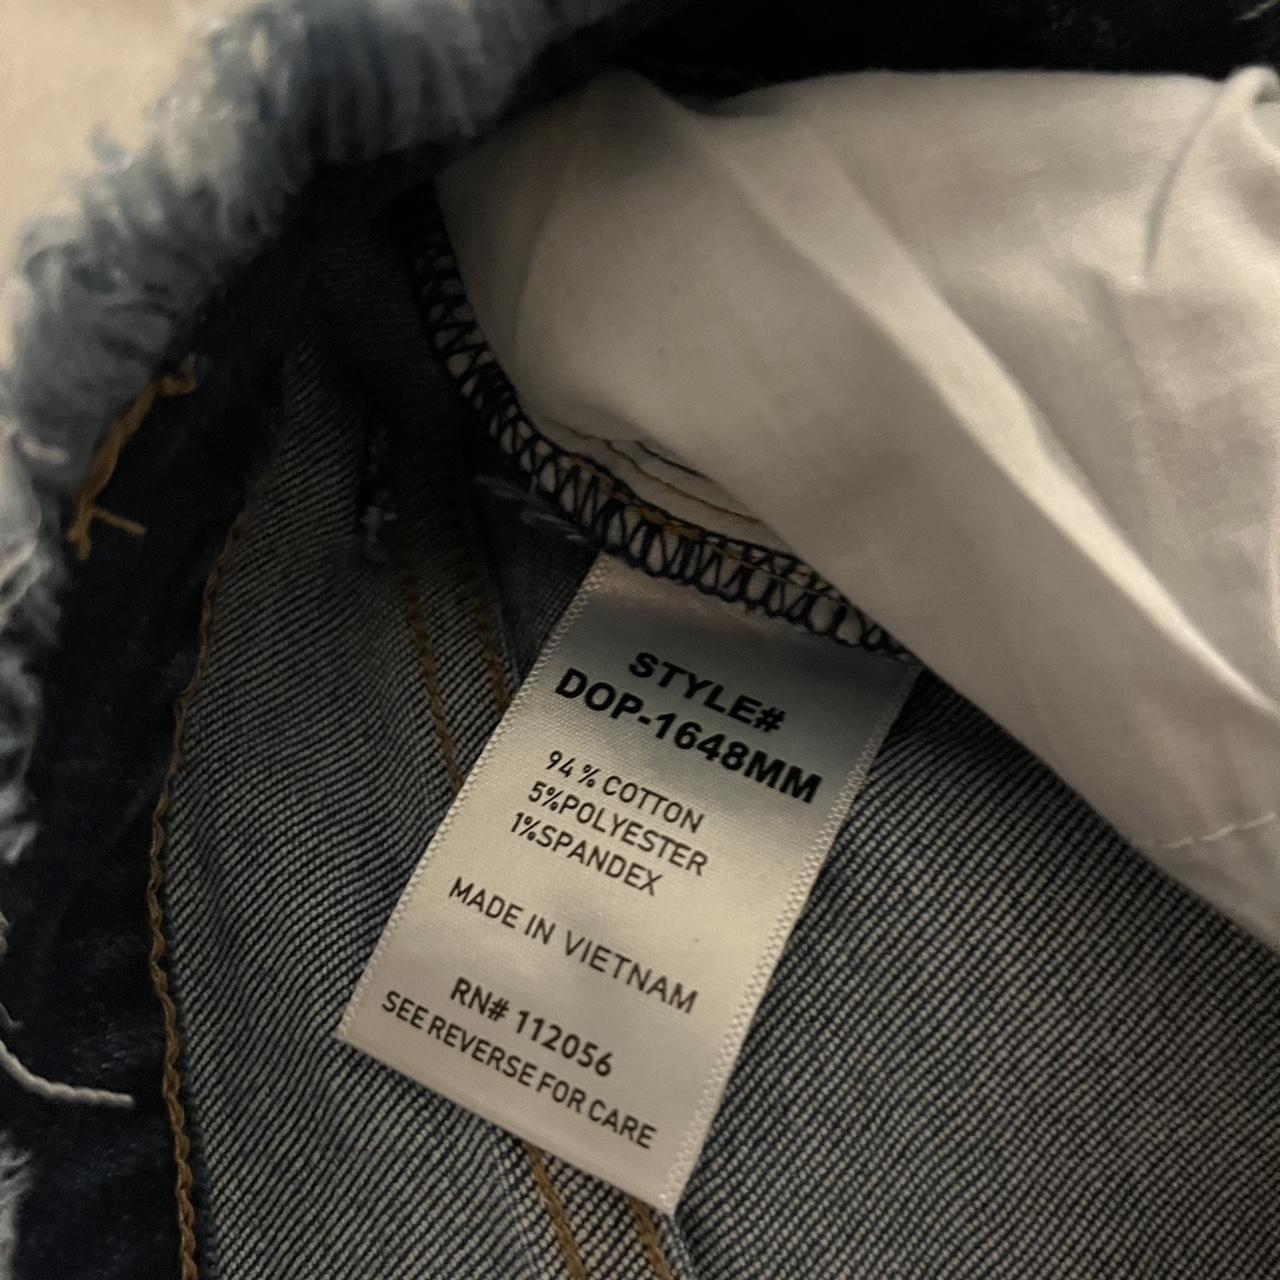 STYLE#
DOP-1648MM
94% COTTON
5%POLYESTER
1%SPANDEX
MADE IN VIETNAM
RN# 112056
SEE REVERSE FOR CARE